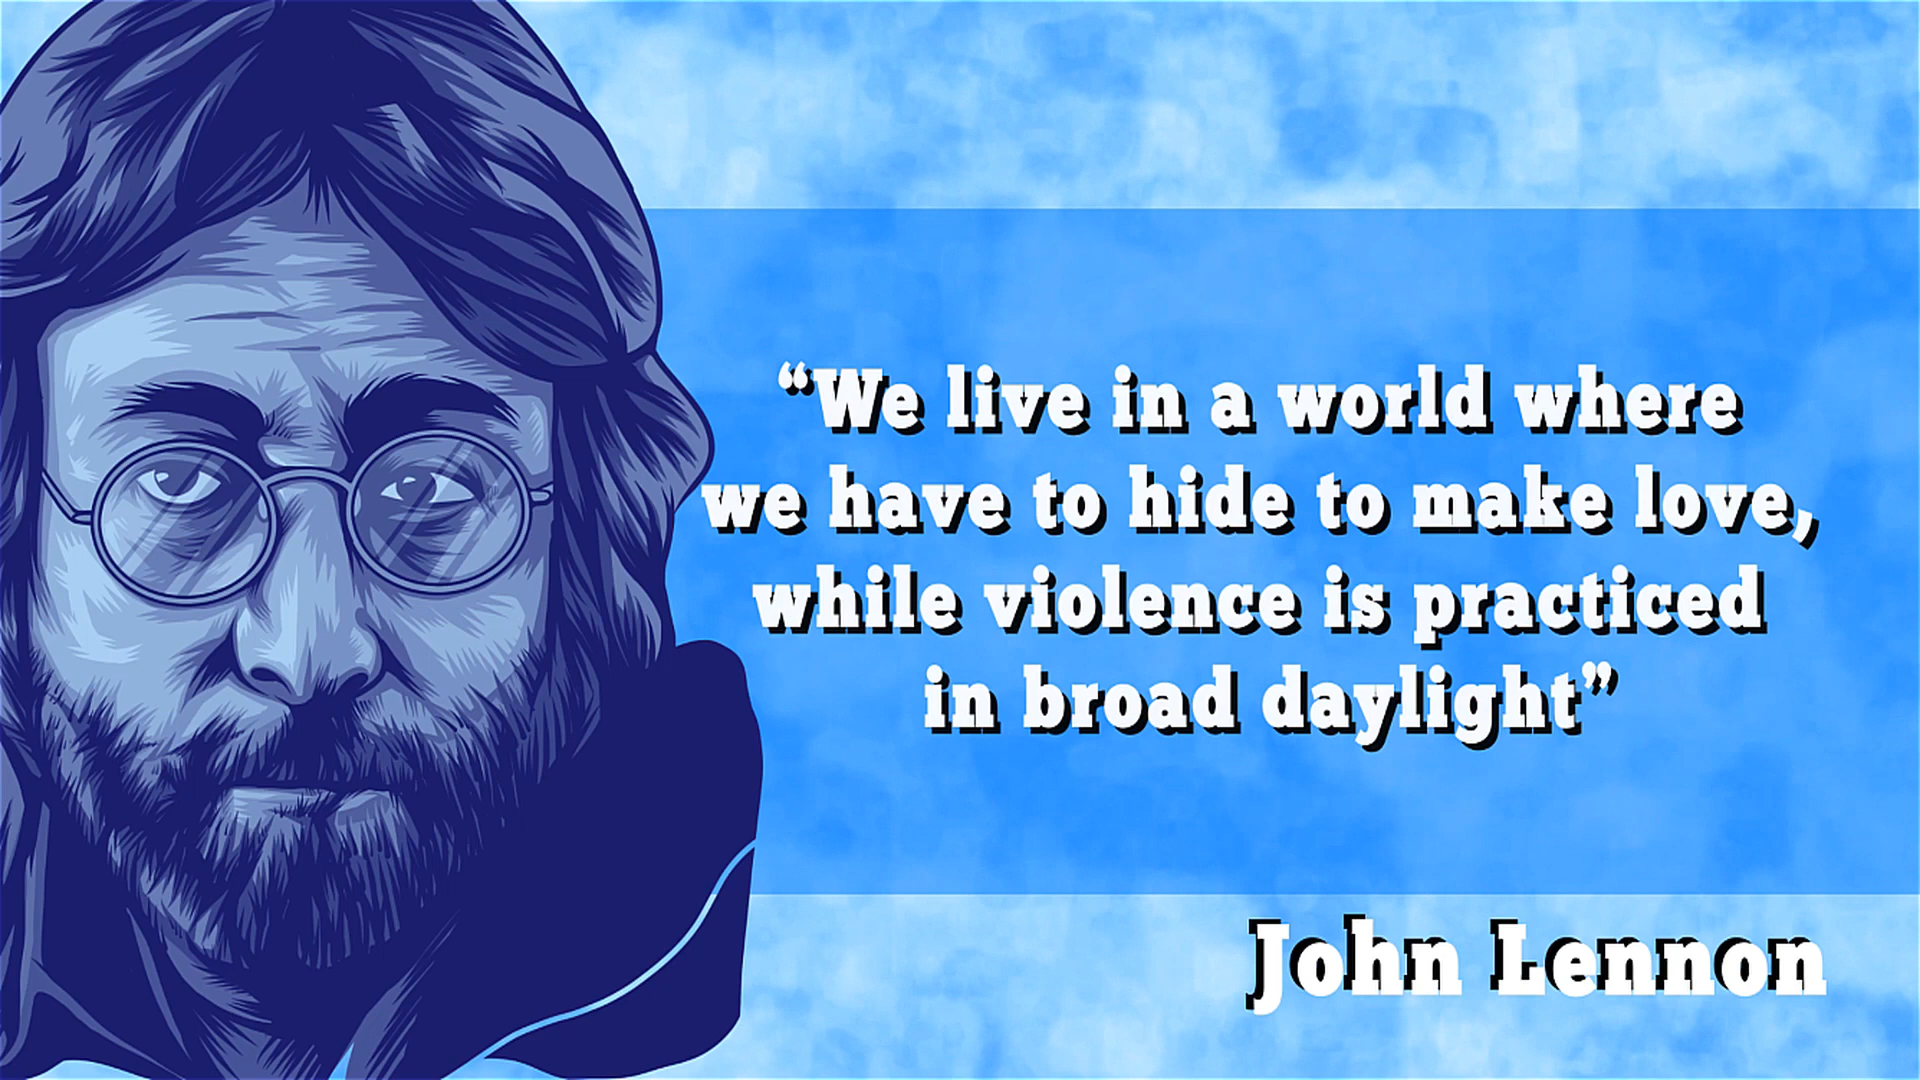 “We live in a world where
we have to hide to make love,
while violence is practiced
in broad daylight”
John Lennon